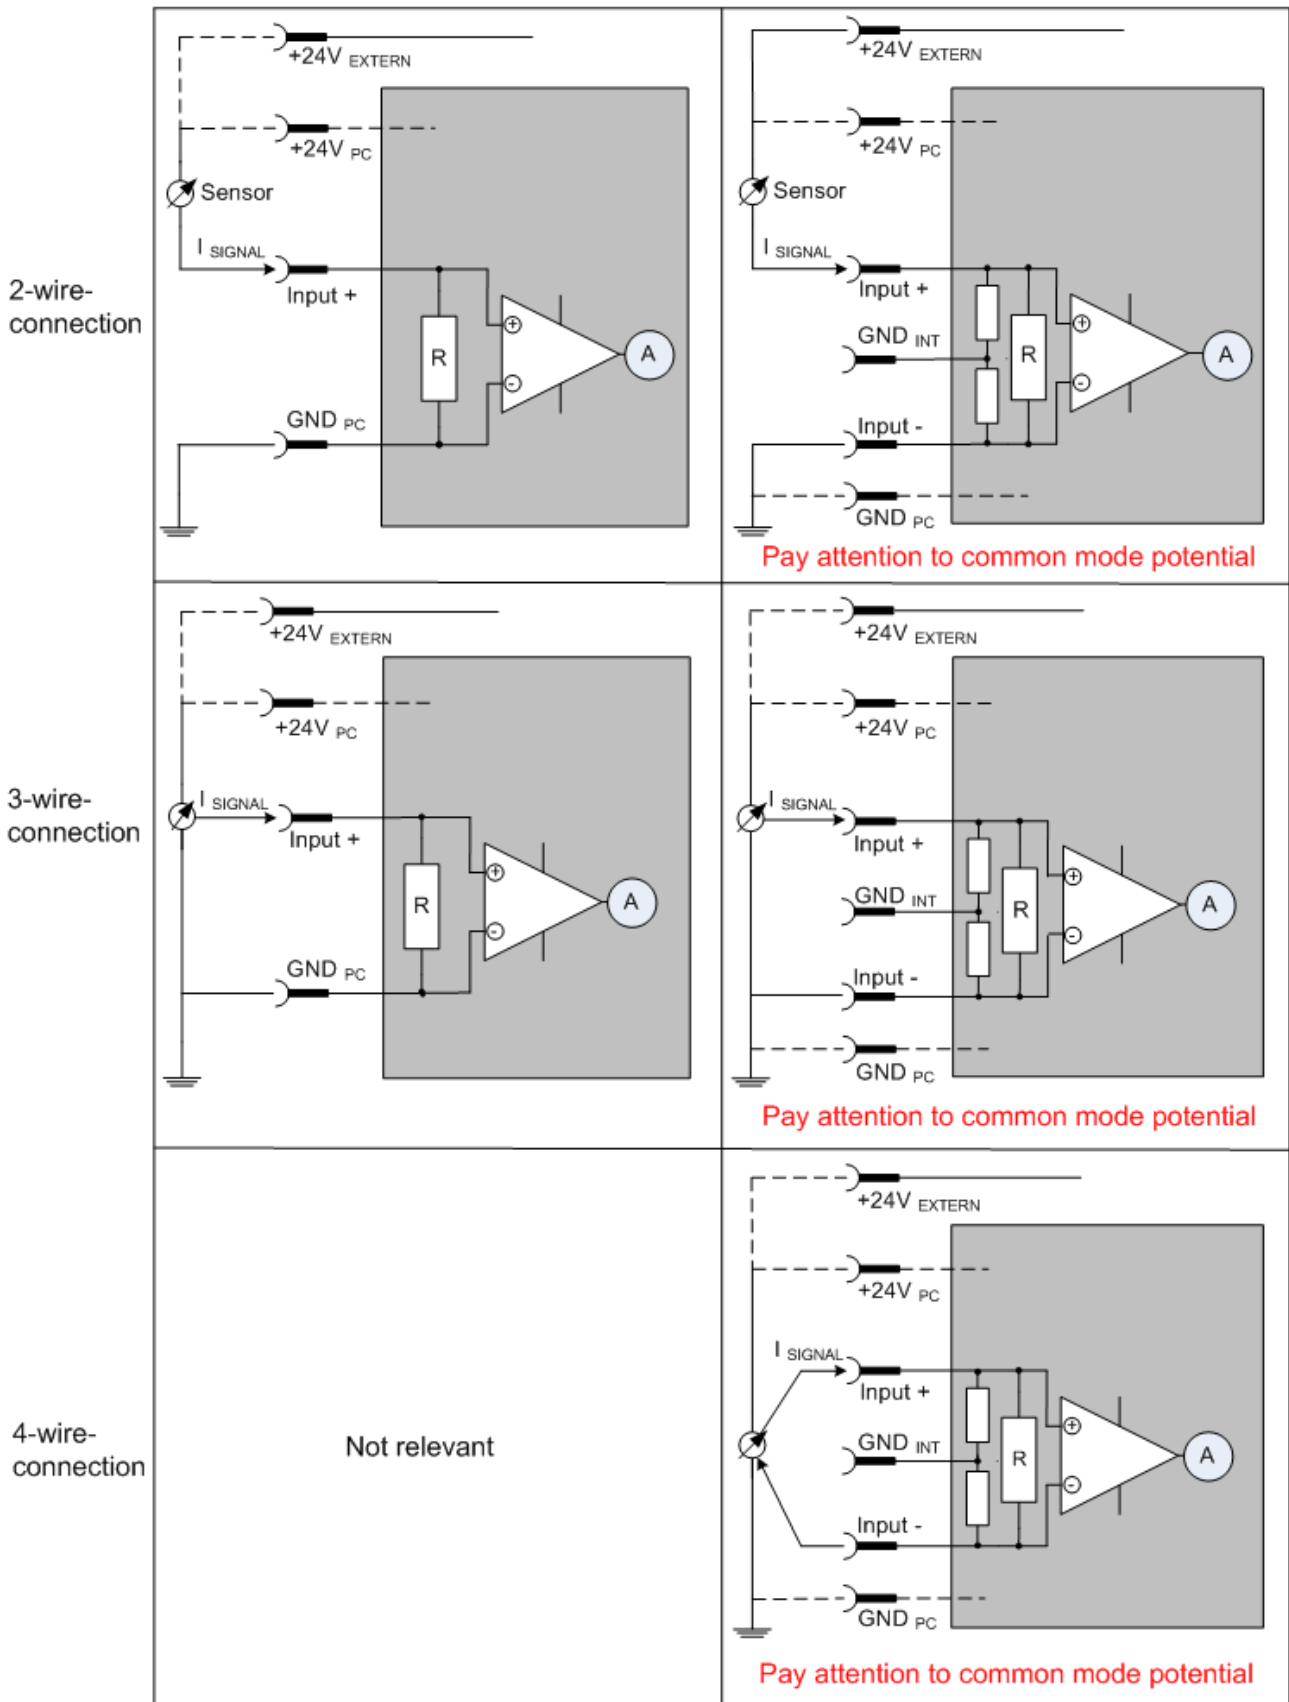 +24V EXTERN
+24V PC
Sensor
I SIGNAL
Input +
R
+
-
A
GND PC
2-wire-
connection
+24V EXTERN
+24V PC
Sensor
I SIGNAL
Input +
GND INT
R
+
-
A
Input -
GND PC
Pay attention to common mode potential
+24V EXTERN
+24V PC
3-wire-
connection
I SIGNAL
Input +
R
+
-
A
GND PC
+24V EXTERN
+24V PC
I SIGNAL
Input +
GND INT
R
+
-
A
Input -
GND PC
Pay attention to common mode potential
4-wire-
connection
Not relevant
+24V EXTERN
+24V PC
I SIGNAL
Input +
GND INT
R
+
-
A
Input -
GND PC
Pay attention to common mode potential